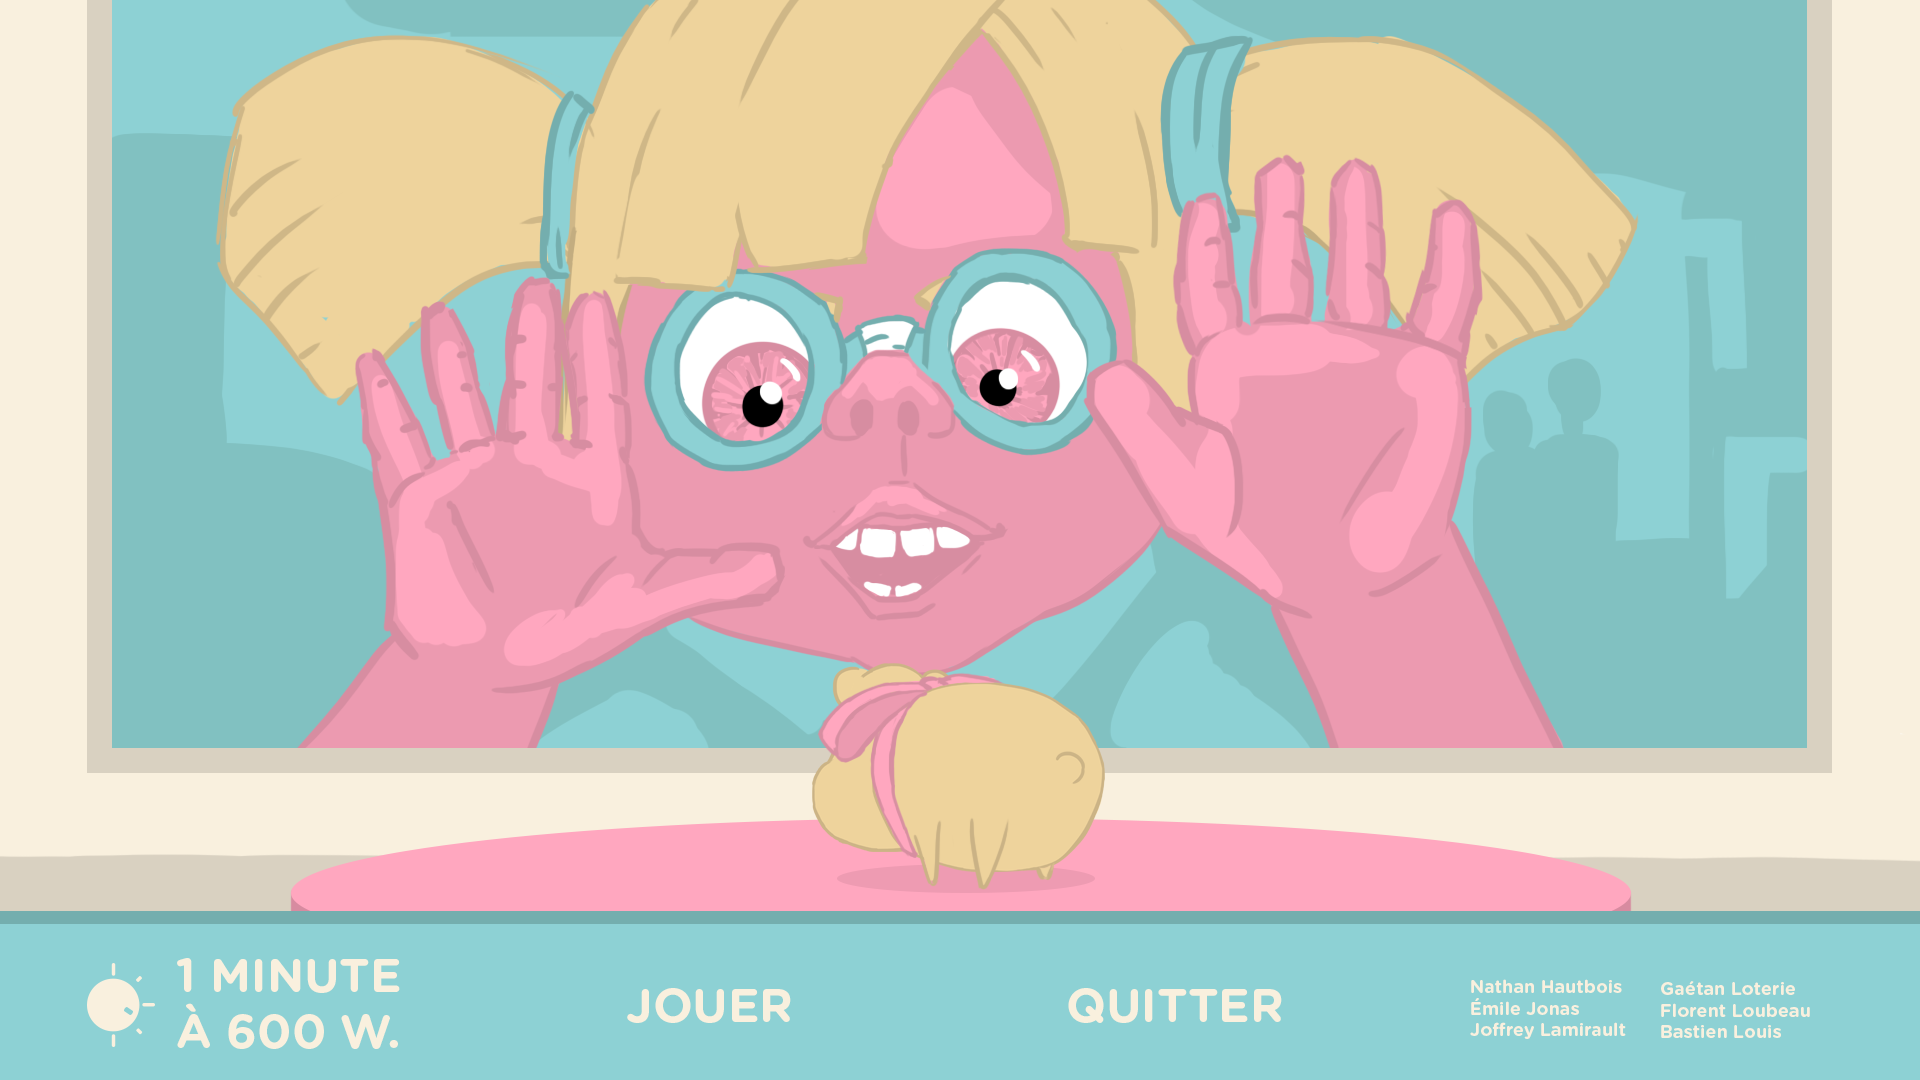 1 MINUTE
À 600 W.
JOUER
QUITTER
Nathan Hautbois
Émile Jonas
Joffrey Lamirault
Gaétan Loterie
Florent Loubeau
Bastien Louis